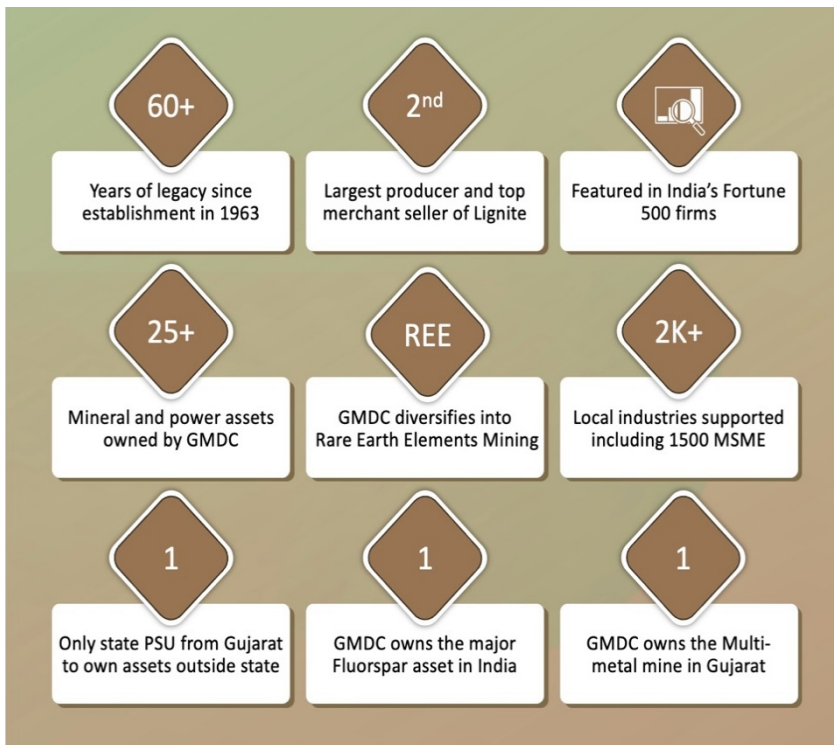 60+
Years of legacy since
establishment in 1963
2nd
Largest producer and top
merchant seller of Lignite
Featured in India's Fortune
500 firms
25+
Mineral and power assets
owned by GMDC
REE
GMDC diversifies into
Rare Earth Elements Mining
2K+
Local industries supported
including 1500 MSME
1
Only state PSU from Gujarat
to own assets outside state
1
GMDC owns the major
Fluorspar asset in India
1
GMDC owns the Multi-
metal mine in Gujarat